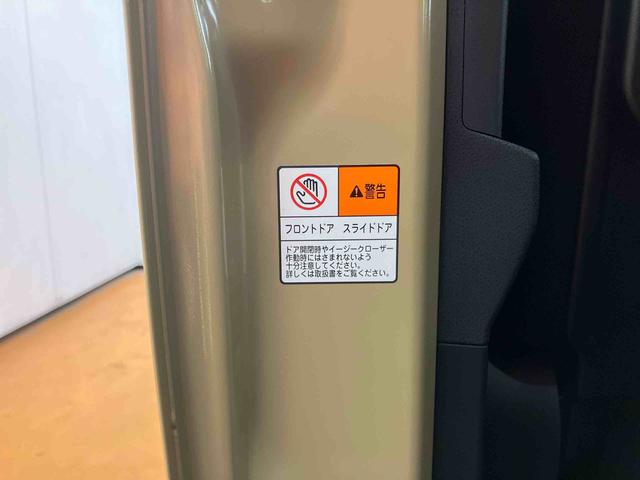 警告
フロントドア スライドドア
ドア開閉時やイージークローザー
作動時にはさまれないよう
十分注意してください。
詳しくは取扱書をご覧ください。